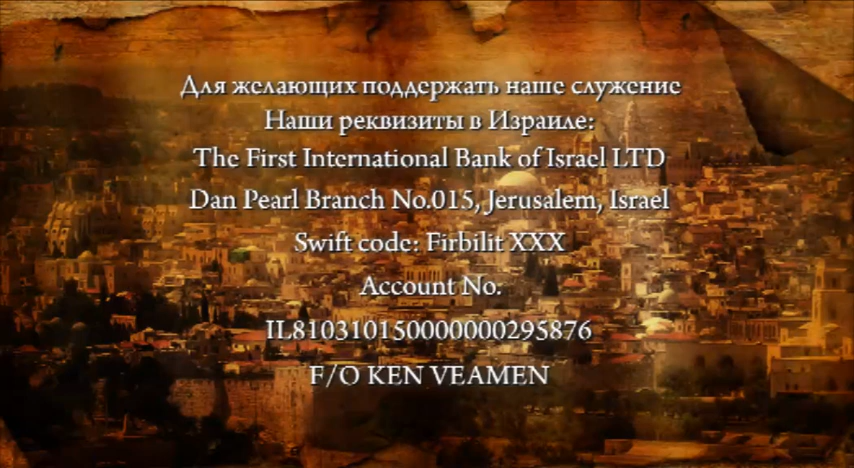 Для желающих поддержать наше служение
Наши реквизиты в Израиле:
The First International Bank of Israel LTD
Dan Pearl Branch No.015, Jerusalem, Israel
Swift code: Firbilit XXX
Account No.
IL810310150000000295876
F/O KEN VEAMEN